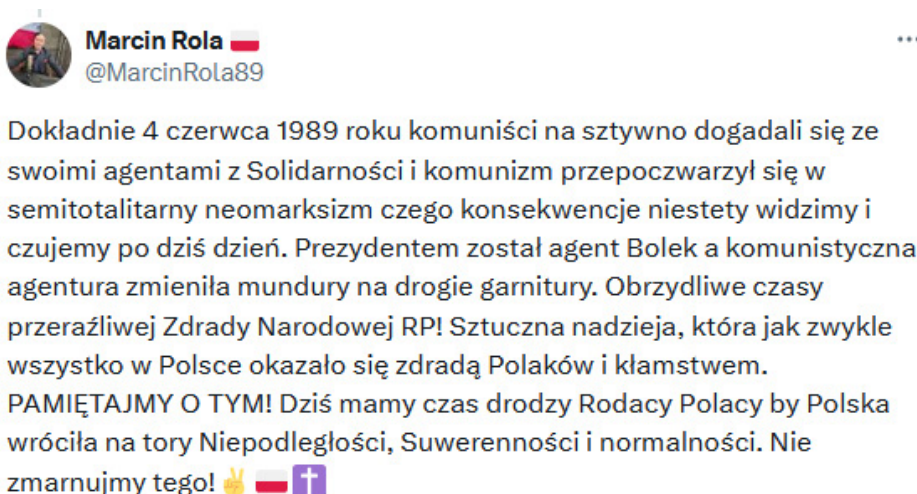 Marcin Rola 🇵🇱
@MarcinRola89
Dokładnie 4 czerwca 1989 roku komuniści na sztywno dogadali się ze
swoimi agentami z Solidarności i komunizm przepoczwarzył się w
semitotalitarny neomarksizm czego konsekwencje niestety widzimy i
czujemy po dziś dzień. Prezydentem został agent Bolek a komunistyczna
agentura zmieniła mundury na drogie garnitury. Obrzydliwe czasy
przeraźliwej Zdrady Narodowej RP! Sztuczna nadzieja, która jak zwykle
wszystko w Polsce okazało się zdradą Polaków i kłamstwem.
PAMIĘTAJMY O TYM! Dziś mamy czas drodzy Rodacy Polacy by Polska
wróciła na tory Niepodległości, Suwerenności i normalności. Nie
zmarnujmy tego! ✌️ 🇵🇱 ✝️